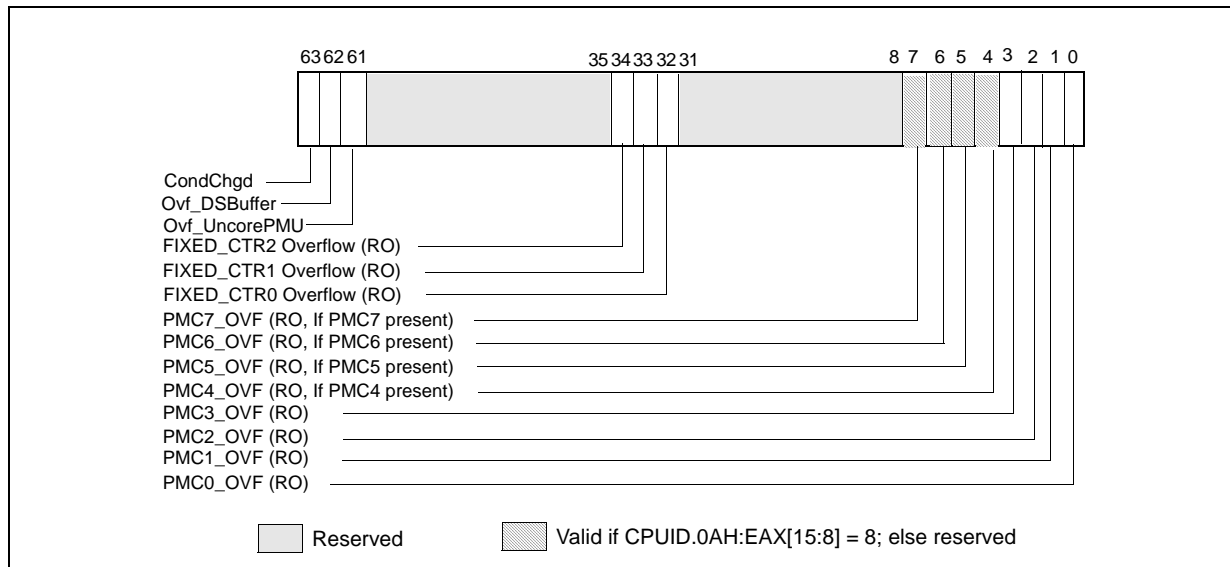 63 62 61 35 34 33 32 31 8 7 6 5 4 3 2 1 0
CondChgd
Ovf_DSBuffer
Ovf_UncorePMU
FIXED_CTR2 Overflow (RO)
FIXED_CTR1 Overflow (RO)
FIXED_CTR0 Overflow (RO)
PMC7_OVF (RO, If PMC7 present)
PMC6_OVF (RO, If PMC6 present)
PMC5_OVF (RO, If PMC5 present)
PMC4_OVF (RO, If PMC4 present)
PMC3_OVF (RO)
PMC2_OVF (RO)
PMC1_OVF (RO)
PMC0_OVF (RO)
Reserved Valid if CPUID.0AH:EAX[15:8] = 8; else reserved